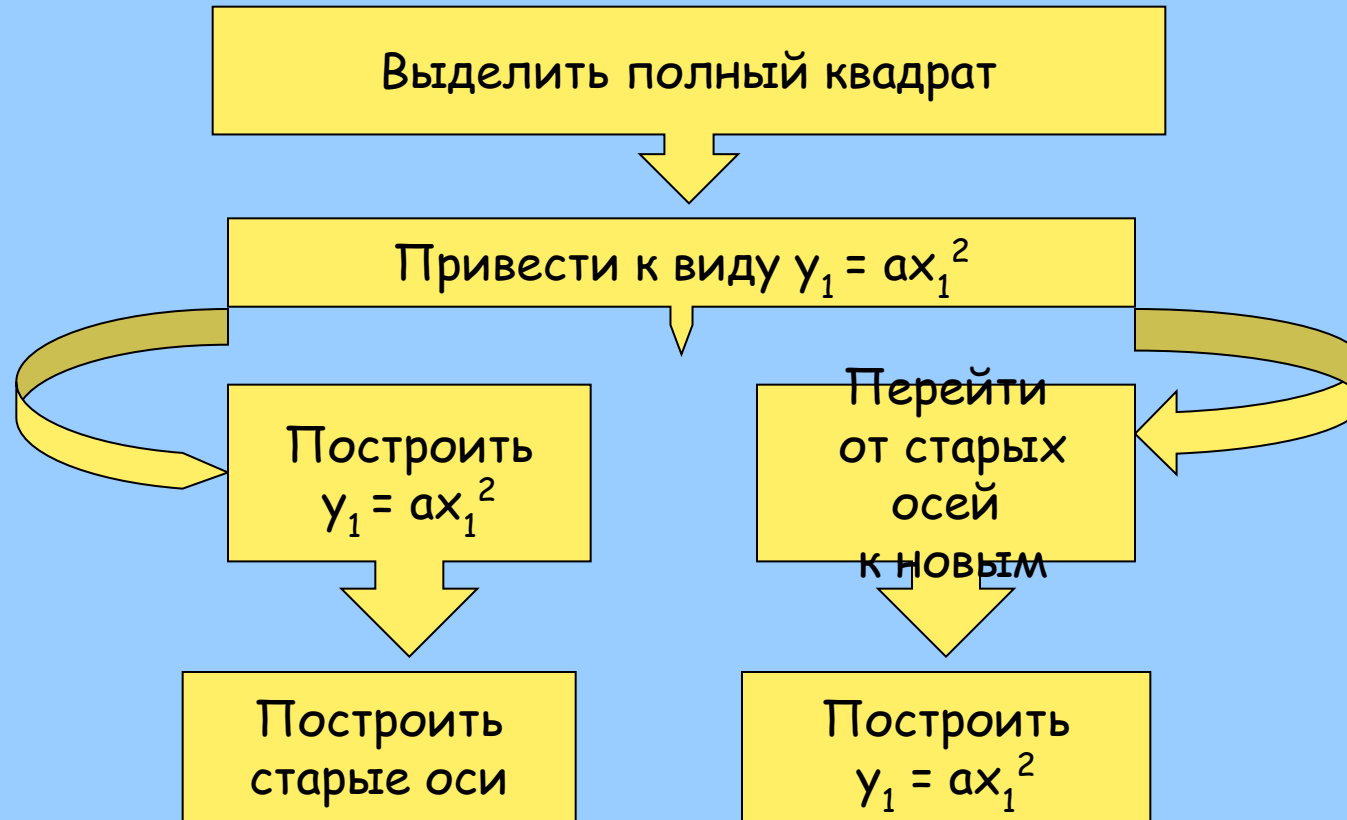 Выделить полный квадрат
Привести к виду y₁ = ax₁²
Построить
y₁ = ax₁²
Перейти
от старых
осей
к новым
Построить
старые оси
Построить
y₁ = ax₁²